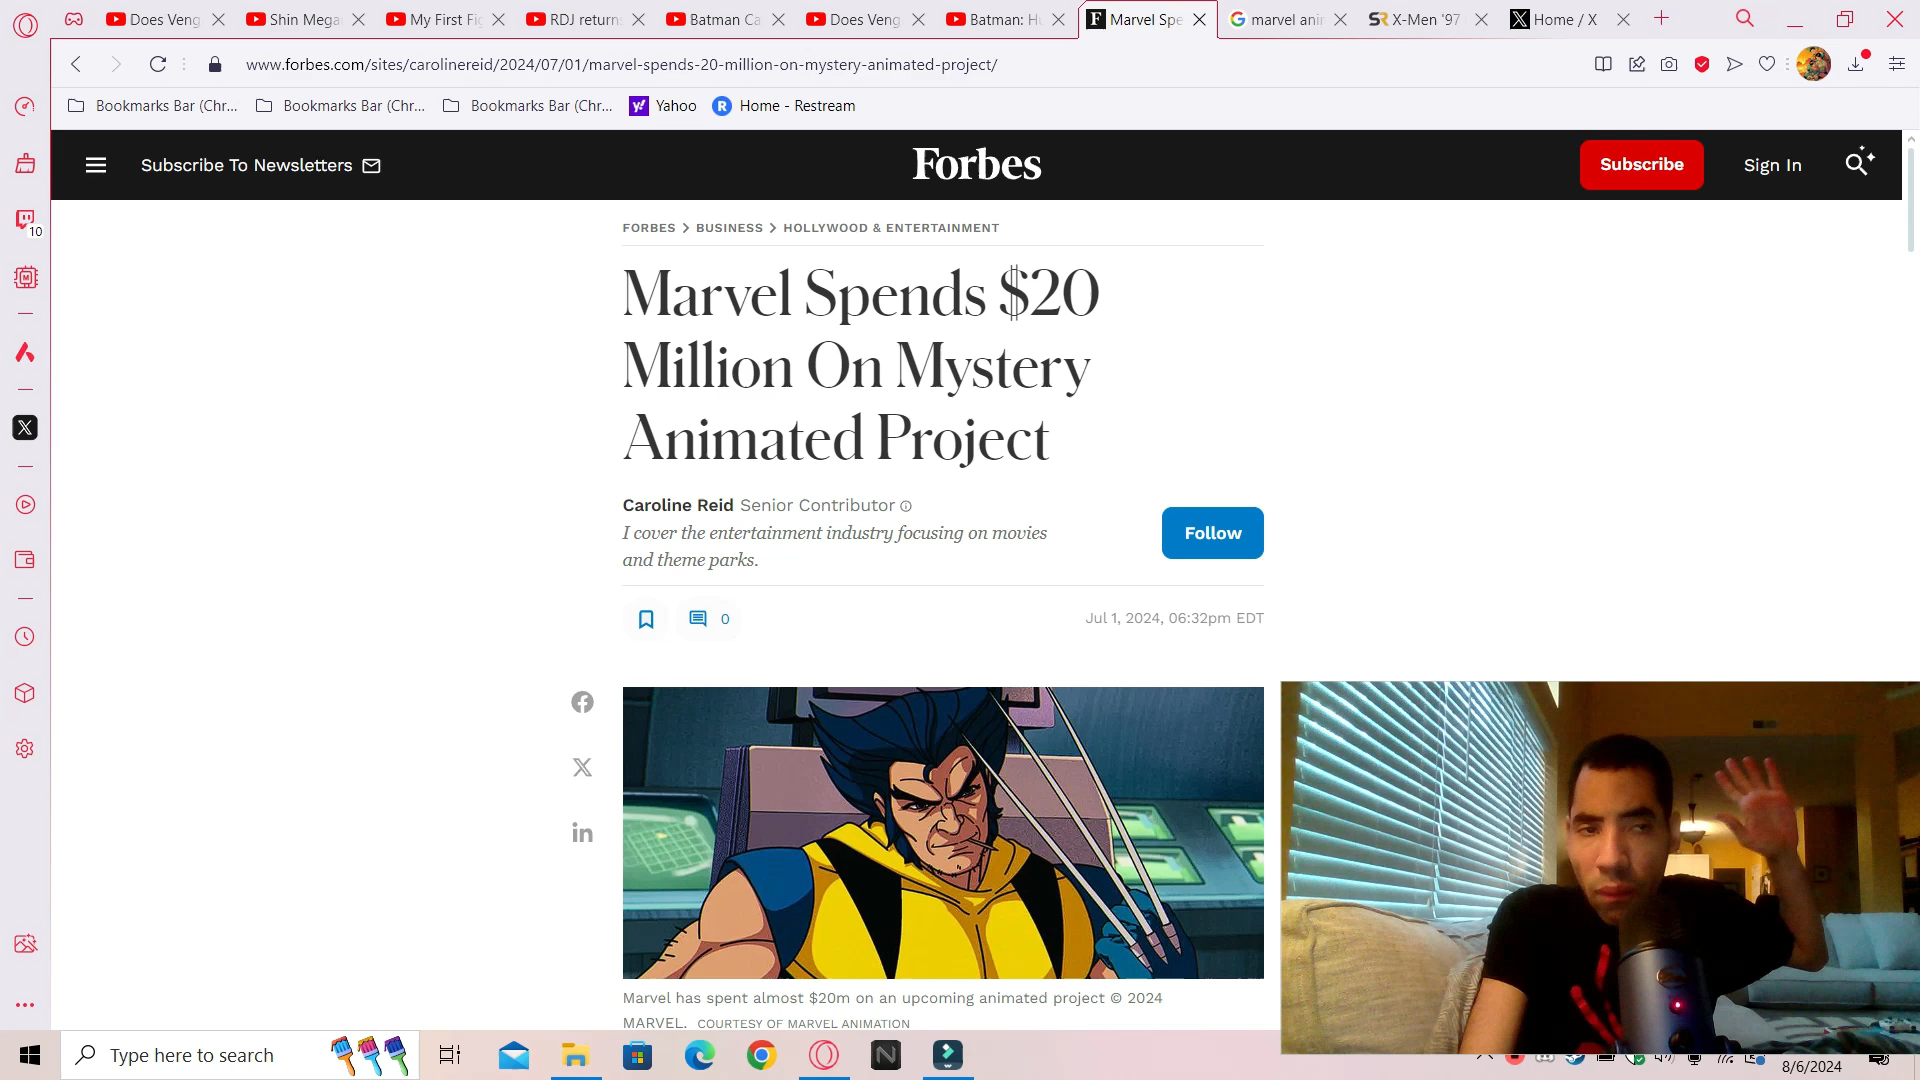 Does Veng
Shin Mega
My First Fig
RDJ return
Batman Ca
Does Veng
Batman: H
Marvel Spe
marvel anin
X-Men '97
Home / X
www.forbes.com/sites/carolinereid/2024/07/01/marvel-spends-20-million-on-mystery-animated-project/
Bookmarks Bar (Chr...
Bookmarks Bar (Chr...
Bookmarks Bar (Chr...
Yahoo
Home - Restream
10
Subscribe To Newsletters
Forbes
Subscribe
Sign In
FORBES > BUSINESS > HOLLYWOOD & ENTERTAINMENT
Marvel Spends $20
Million On Mystery
Animated Project
Caroline Reid Senior Contributor
I cover the entertainment industry focusing on movies
and theme parks.
Follow
0
Jul 1, 2024, 06:32pm EDT
Marvel has spent almost $20m on an upcoming animated project © 2024
MARVEL. COURTESY OF MARVEL ANIMATION
Type here to search
8/6/2024